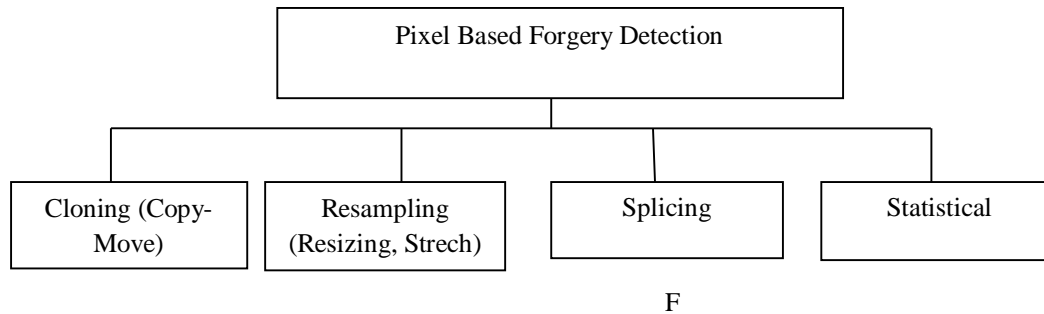 Pixel Based Forgery Detection
Cloning (Copy-
Move)
Resampling
(Resizing, Strech)
Splicing
Statistical
F